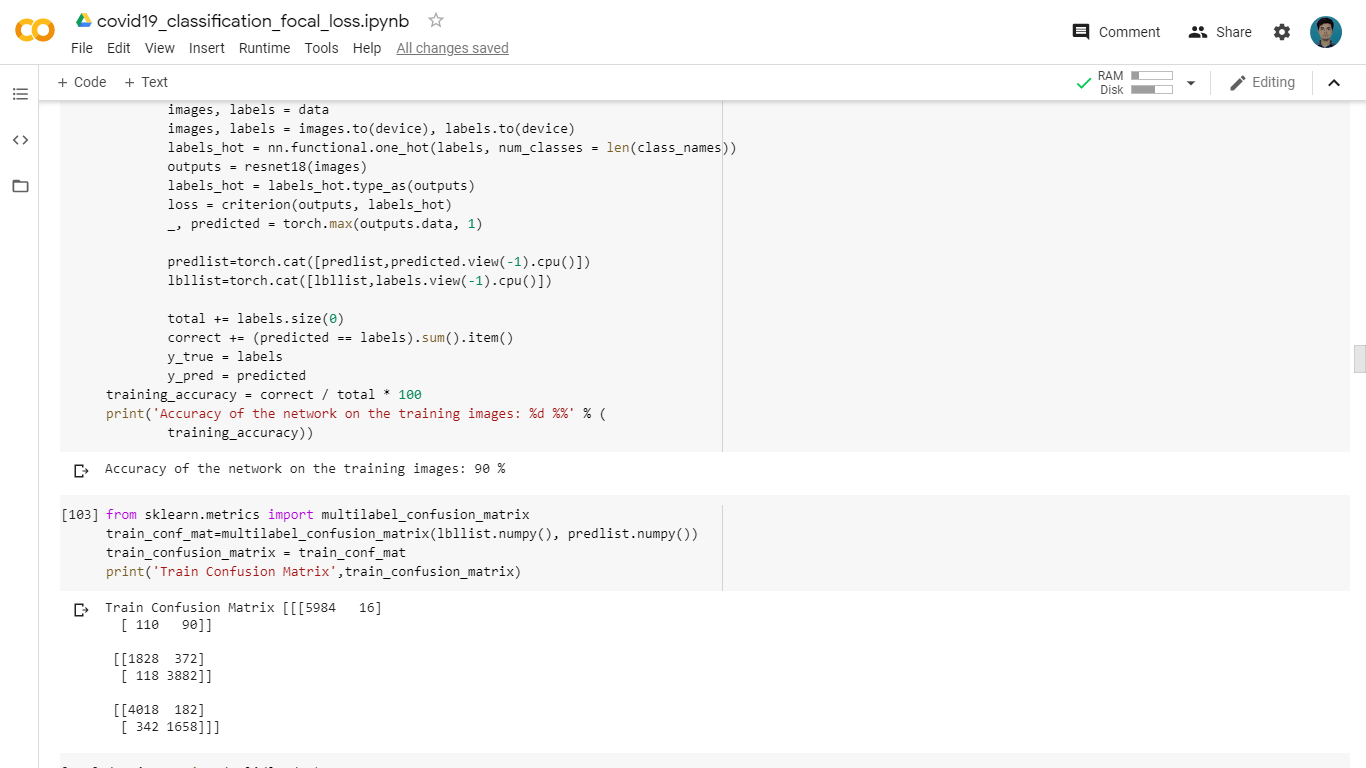 covid19_classification_focal_loss.ipynb
File Edit View Insert Runtime Tools Help All changes saved
Comment Share
+ Code + Text
RAM
Disk
Editing
images, labels = data
images, labels = images.to(device), labels.to(device)
labels_hot = nn.functional.one_hot(labels, num_classes = len(class_names))
outputs = resnet18(images)
labels_hot = labels_hot.type_as(outputs)
loss = criterion(outputs, labels_hot)
_, predicted = torch.max(outputs.data, 1)
predlist=torch.cat([predlist,predicted.view(-1).cpu()])
lbllist=torch.cat([lbllist,labels.view(-1).cpu()])
total += labels.size(0)
correct += (predicted == labels).sum().item()
y_true = labels
y_pred = predicted
training_accuracy = correct / total * 100
print('Accuracy of the network on the training images: %d %%' % (
training_accuracy))
Accuracy of the network on the training images: 90 %
[103] from sklearn.metrics import multilabel_confusion_matrix
train_conf_mat=multilabel_confusion_matrix(lbllist.numpy(), predlist.numpy())
train_confusion_matrix = train_conf_mat
print('Train Confusion Matrix',train_confusion_matrix)
Train Confusion Matrix [[[5984 16]
[ 110 90]]
[[1828 372]
[ 118 3882]]
[[4018 182]
[ 342 1658]]]